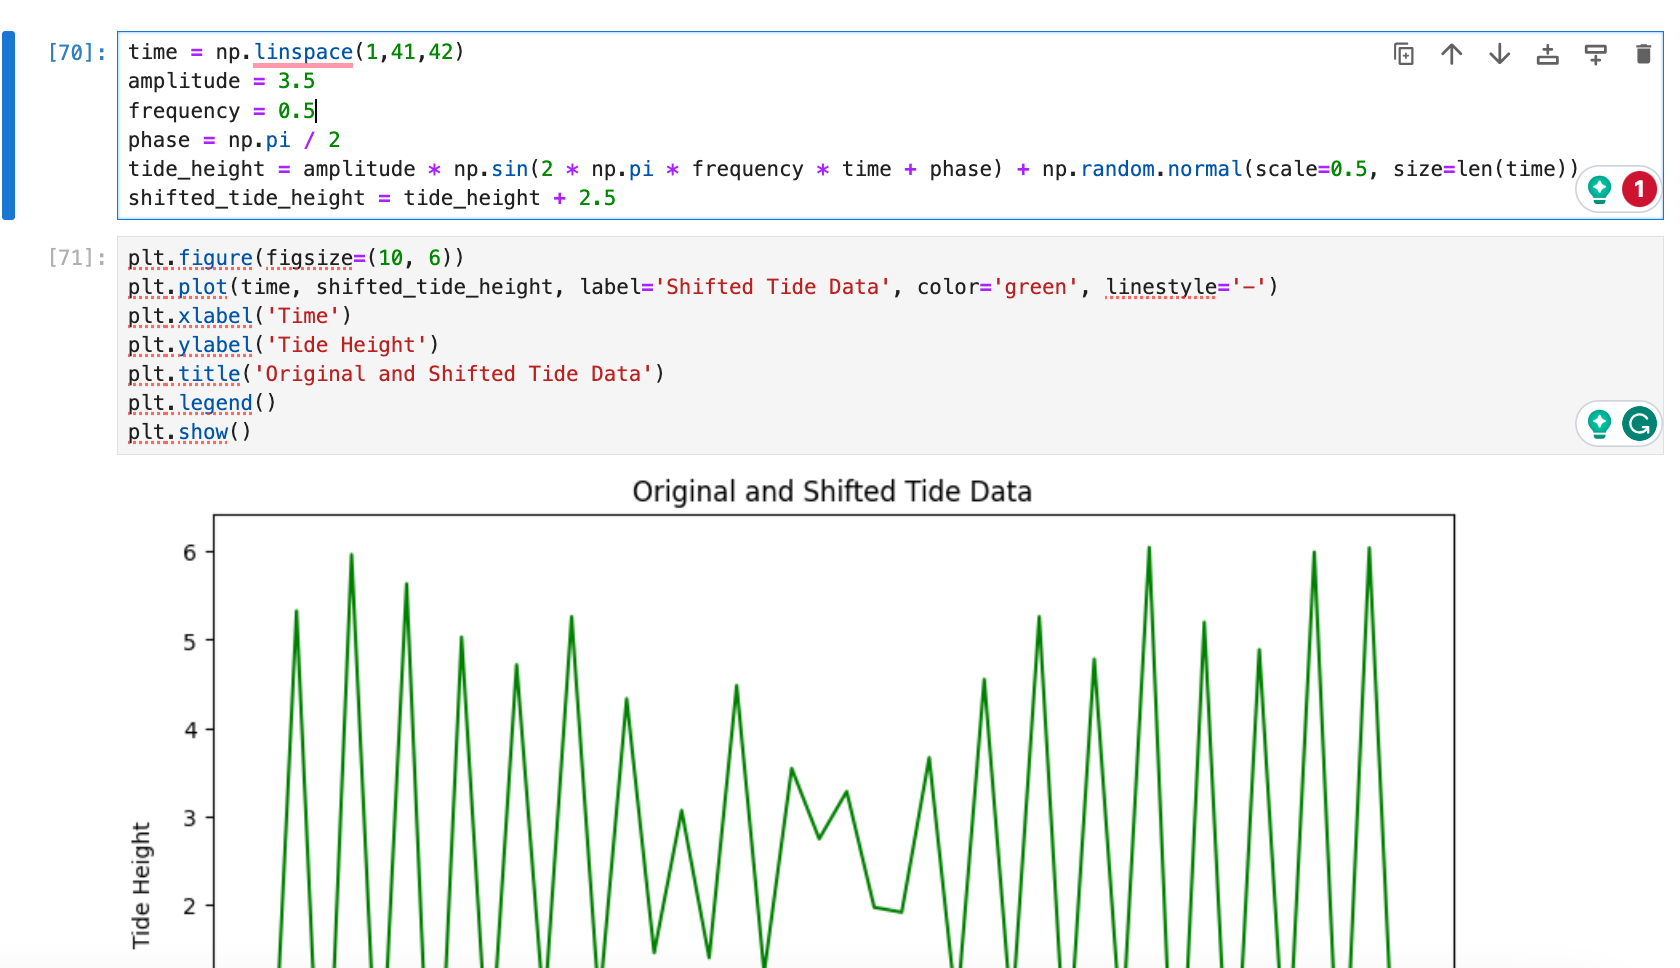 [70]: time = np.linspace(1,41,42)
amplitude = 3.5
frequency = 0.5
phase = np.pi / 2
tide_height = amplitude * np.sin(2 * np.pi * frequency * time + phase) + np.random.normal(scale=0.5, size=len(time))
shifted_tide_height = tide_height + 2.5
1
[71]: plt.figure(figsize=(10, 6))
plt.plot(time, shifted_tide_height, label='Shifted Tide Data', color='green', linestyle='-')
plt.xlabel('Time')
plt.ylabel('Tide Height')
plt.title('Original and Shifted Tide Data')
plt.legend()
plt.show()
Original and Shifted Tide Data
6
5
4
3
2
Tide Height